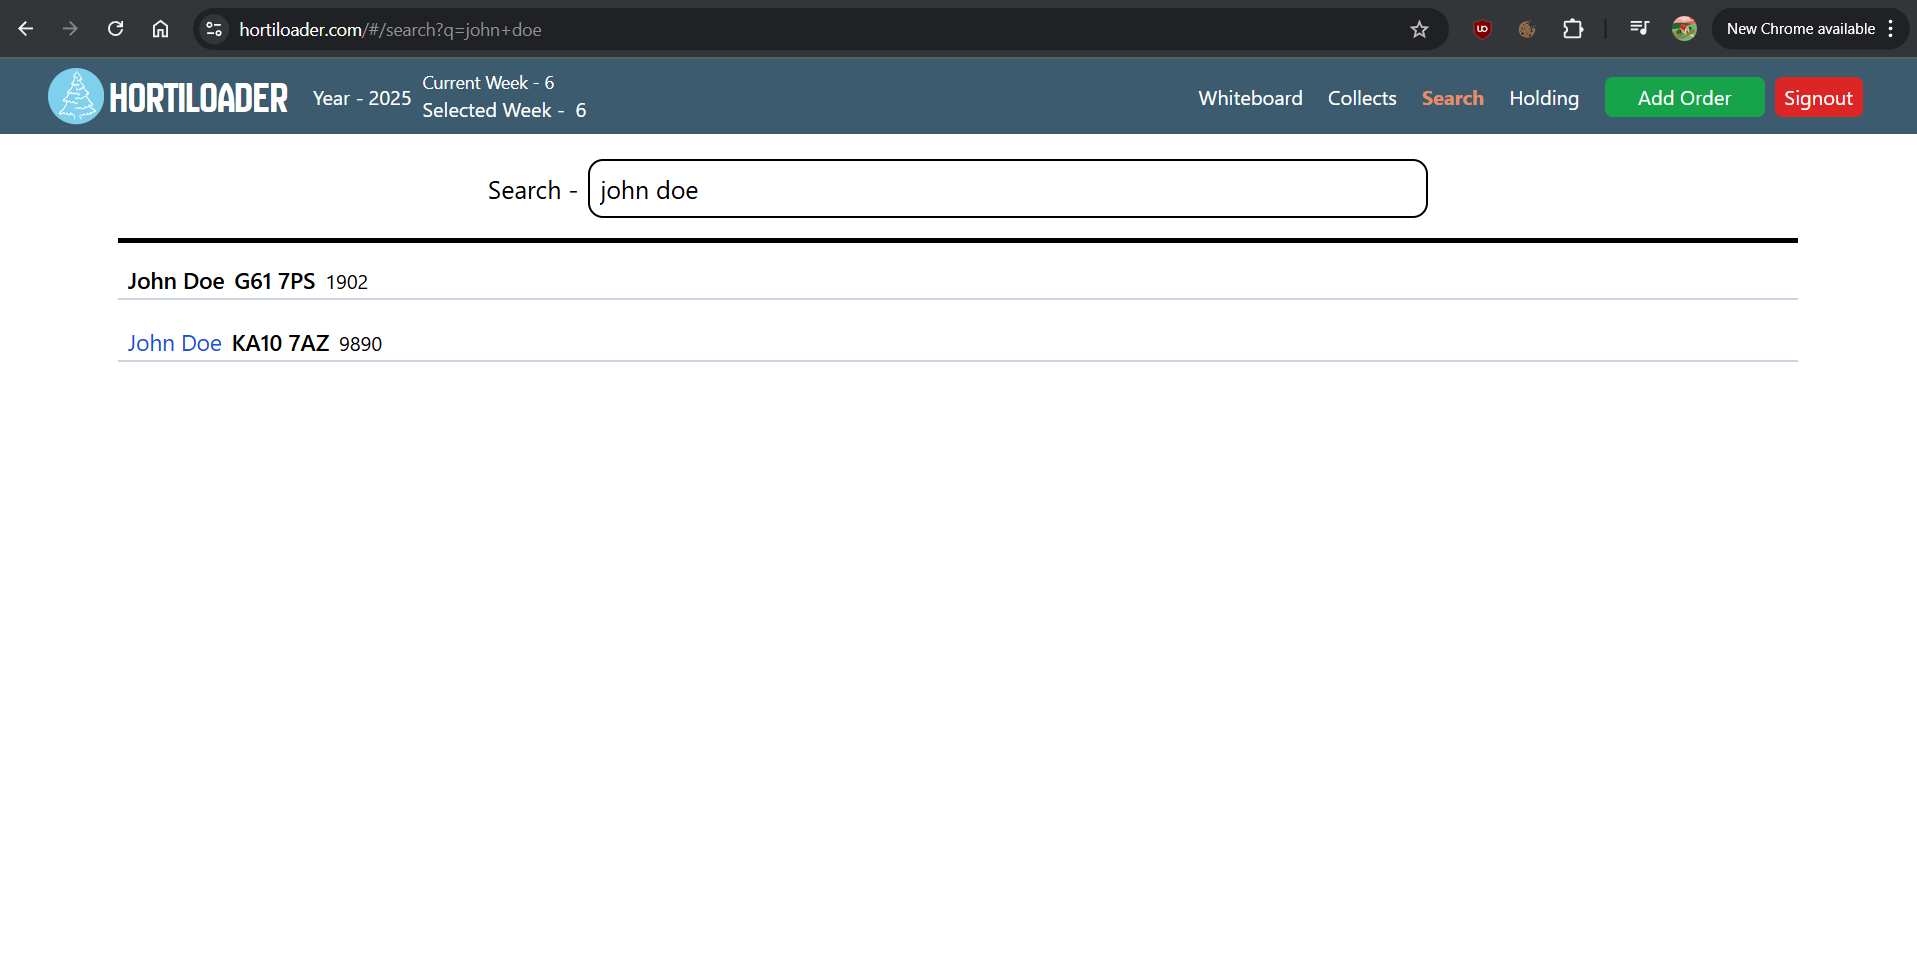 hortiloader.com/#/search?q=john+doe
New Chrome available
HORTILOADER
Year - 2025
Current Week - 6
Selected Week - 6
Whiteboard Collects Search Holding Add Order Signout
Search - john doe
John Doe G61 7PS 1902
John Doe KA10 7AZ 9890